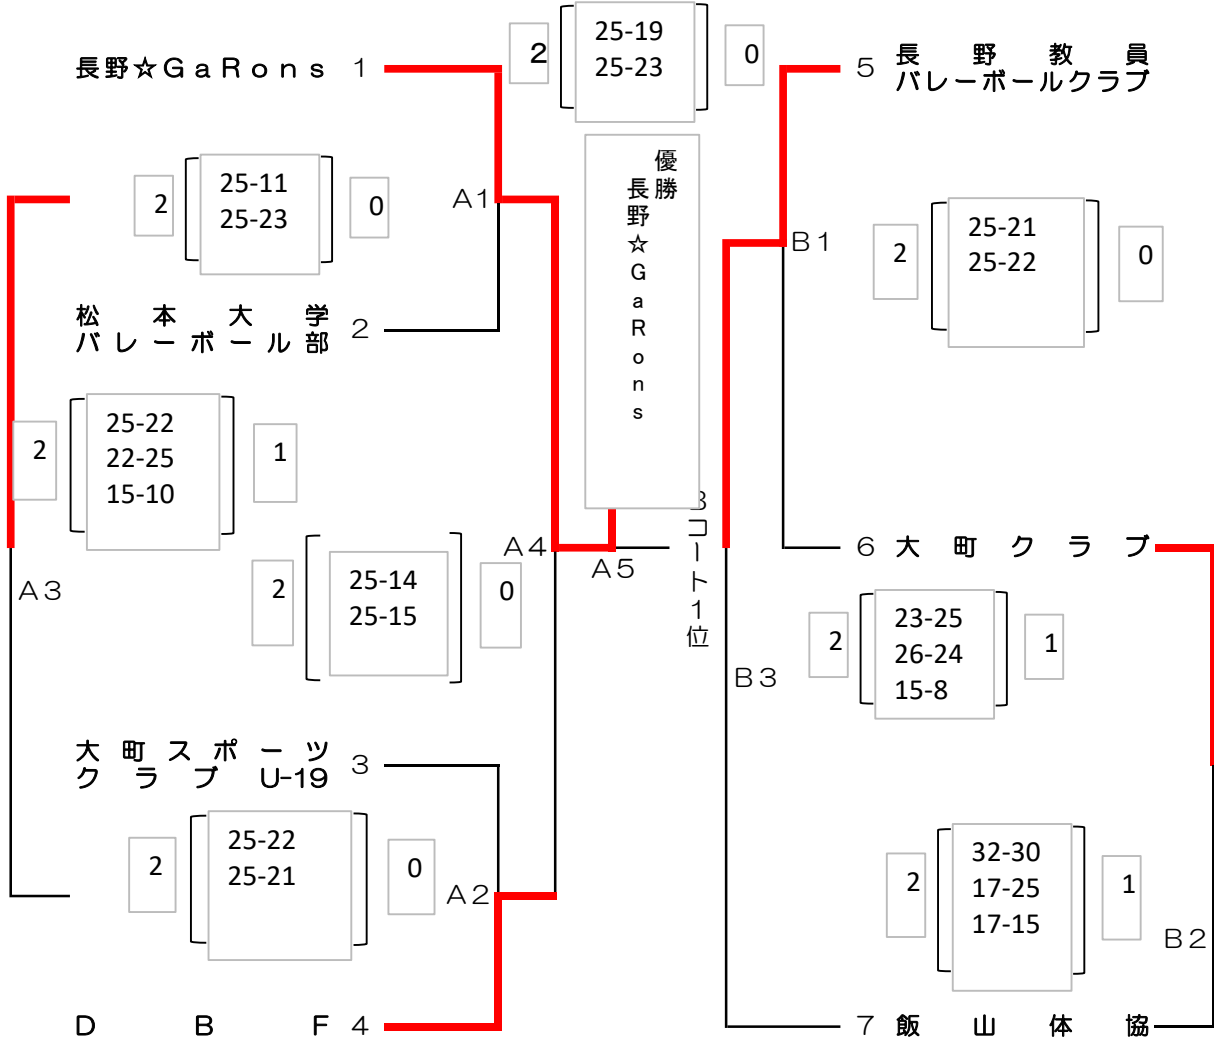 長野☆GaRons 1
2
25-19
25-23
0
5 長野教員
バレーボールクラブ
優勝
長野☆GaRons
2
25-11
25-23
0
A1
B1
2
25-21
25-22
0
松本大学
バレーボール部 2
2
25-22
22-25
15-10
1
A3
2
25-14
25-15
0
A4
A5
Bコート1位
6 大町クラブ
2
23-25
26-24
15-8
1
B3
大町スポーツ
クラブ U-19 3
2
25-22
25-21
0
A2
2
32-30
17-25
17-15
1
B2
DBF 4
7 飯山体協